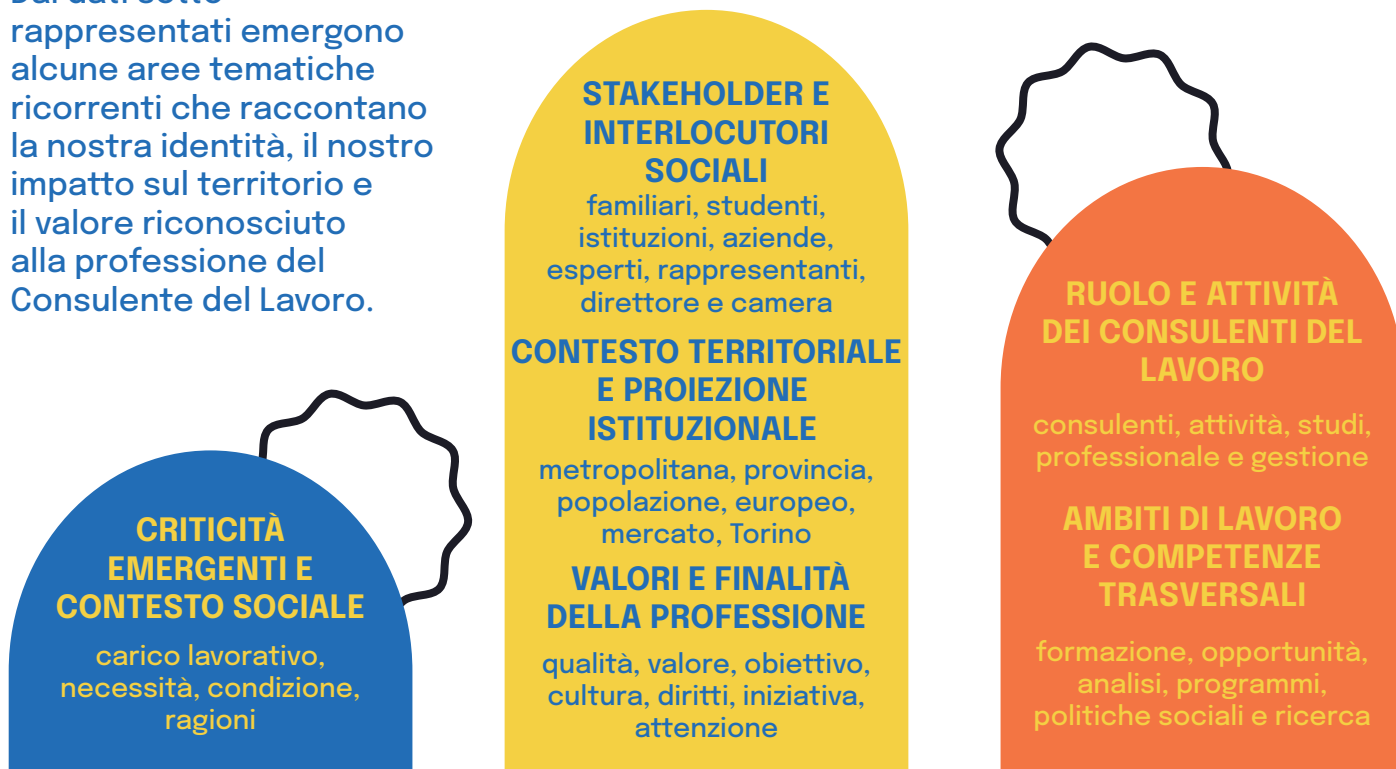 Dai dati sotto
rappresentati emergono
alcune aree tematiche
ricorrenti che raccontano
la nostra identità, il nostro
impatto sul territorio e
il valore riconosciuto
alla professione del
Consulente del Lavoro.
CRITICITÀ
EMERGENTI E
CONTESTO SOCIALE
carico lavorativo,
necessità, condizione,
ragioni
STAKEHOLDER E
INTERLOCUTORI
SOCIALI
familiari, studenti,
istituzioni, aziende,
esperti, rappresentanti,
direttore e camera
CONTESTO TERRITORIALE
E PROIEZIONE
ISTITUZIONALE
metropolitana, provincia,
popolazione, europeo,
mercato, Torino
VALORI E FINALITÀ
DELLA PROFESSIONE
qualità, valore, obiettivo,
cultura, diritti, iniziativa,
attenzione
RUOLO E ATTIVITÀ
DEI CONSULENTI DEL
LAVORO
consulenti, attività, studi,
professionale e gestione
AMBITI DI LAVORO
E COMPETENZE
TRASVERSALI
formazione, opportunità,
analisi, programmi,
politiche sociali e ricerca